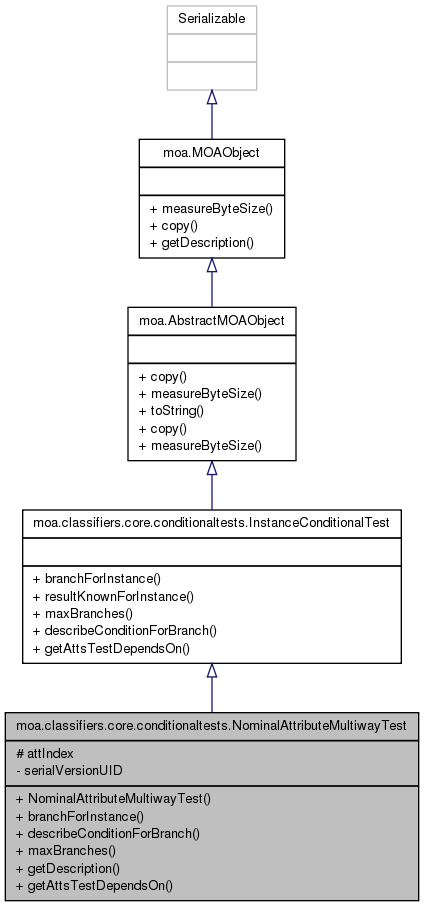 Serializable
moa.MOAObject
+ measureByteSize()
+ copy()
+ getDescription()
moa.AbstractMOAObject
+ copy()
+ measureByteSize()
+ toString()
+ copy()
+ measureByteSize()
moa.classifiers.core.conditionaltests.InstanceConditionalTest
+ branchForInstance()
+ resultKnownForInstance()
+ maxBranches()
+ describeConditionForBranch()
+ getAttsTestDependsOn()
moa.classifiers.core.conditionaltests.NominalAttributeMultiwayTest
# attIndex
- serialVersionUID
+ NominalAttributeMultiwayTest()
+ branchForInstance()
+ describeConditionForBranch()
+ maxBranches()
+ getDescription()
+ getAttsTestDependsOn()